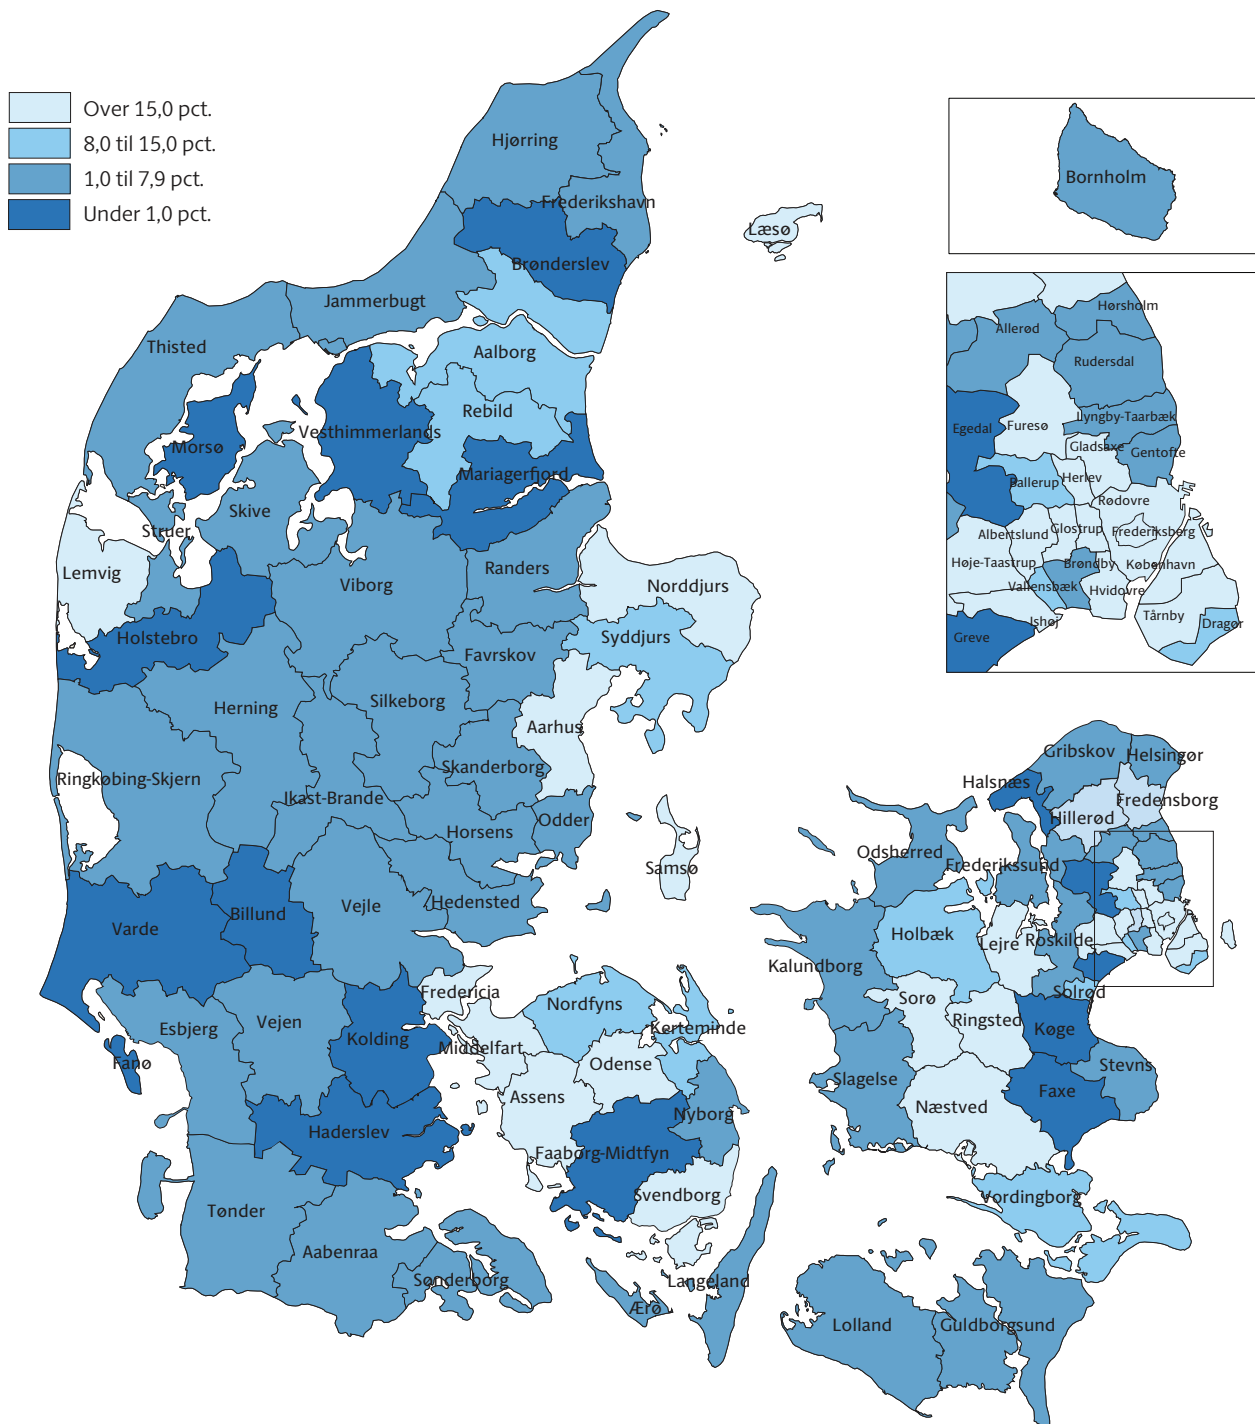 Over 15,0 pct.
8,0 til 15,0 pct.
1,0 til 7,9 pct.
Under 1,0 pct.
Hjørring
Frederikshavn
Læsø
Brønderslev
Jammerbugt
Thisted
Aalborg
Rebild
Vesthimmerlands
Morsø
Mariagerfjord
Skive
Struer
Lemvig
Viborg
Randers
Norddjurs
Holstebro
Syddjurs
Favrskov
Silkeborg
Herning
Aarhus
Skanderborg
Ringkøbing-Skjern
Ikast-Brande
Horsens
Odder
Samsø
Hedensted
Vejle
Billund
Varde
Fredericia
Esbjerg
Vejen
Kolding
Fanø
Haderslev
Tønder
Aabenraa
Sønderborg
Nordfyns
Kerteminde
Middelfart
Odense
Assens
Nyborg
Faaborg-Midtfyn
Svendborg
Langeland
Ærø
Bornholm
Hørsholm
Allerød
Rudersdal
Lyngby-Taarbæk
Egedal
Furesø
Gladsaxe
Gentofte
Ballerup
Herlev
Rødovre
Albertslund
Glostrup
Frederiksberg
Høje-Taastrup
Brøndby
København
Vallensbæk
Hvidovre
Ishøj
Tårnby
Dragør
Greve
Gribskov
Helsingør
Halsnæs
Fredensborg
Hillerød
Odsherred
Frederikssund
Holbæk
Lejre
Roskilde
Kalundborg
Solrød
Sorø
Ringsted
Køge
Stevns
Slagelse
Faxe
Næstved
Vordingborg
Lolland
Guldborgsund